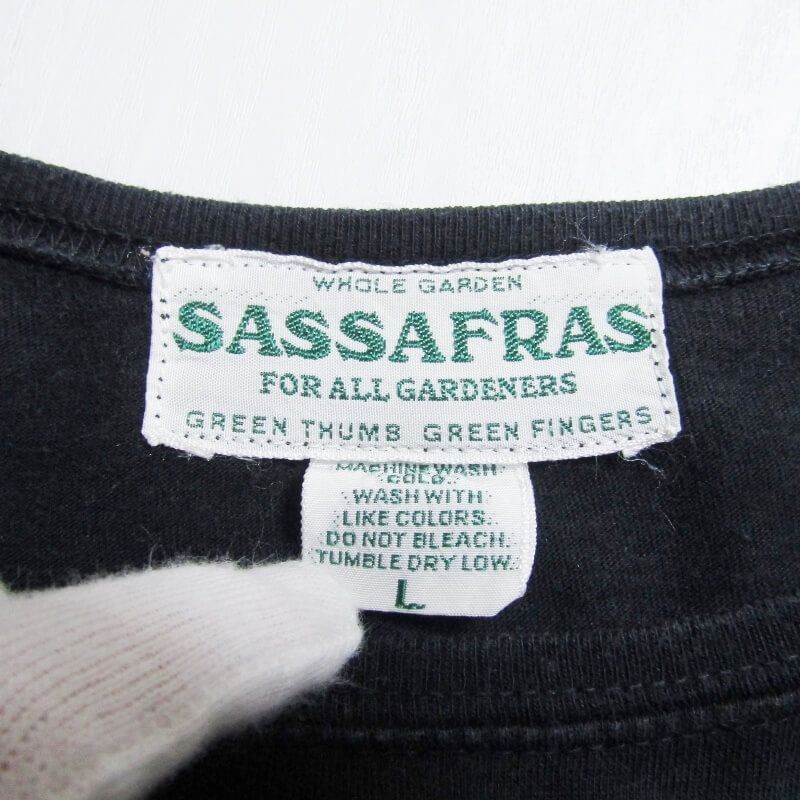 WHOLE GARDEN
SASSAFRAS
FOR ALL GARDENERS
GREEN THUMB GREEN FINGERS
MACHINE WASH
COLD.
WASH WITH
LIKE COLORS.
DO NOT BLEACH.
TUMBLE DRY LOW.
L